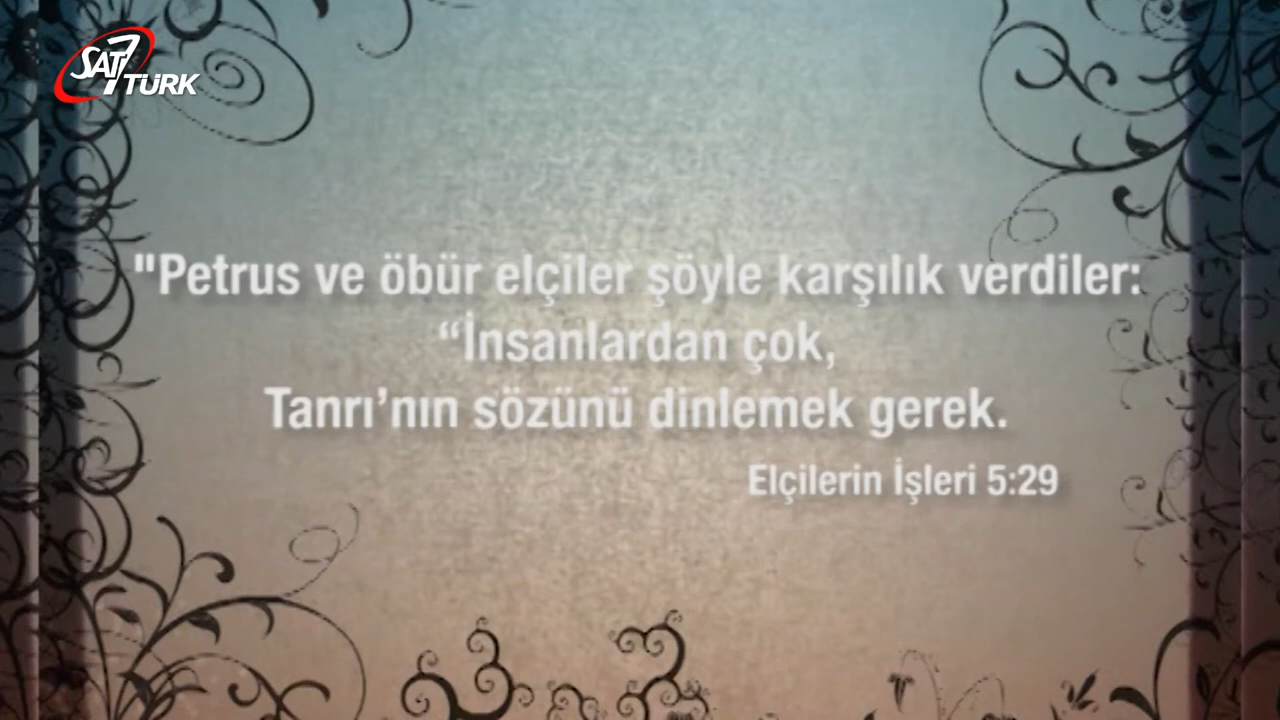 SAT7 TÜRK
"Petrus ve öbür elçiler şöyle karşılık verdiler:
“İnsanlardan çok,
Tanrı’nın sözünü dinlemek gerek.
Elçilerin İşleri 5:29